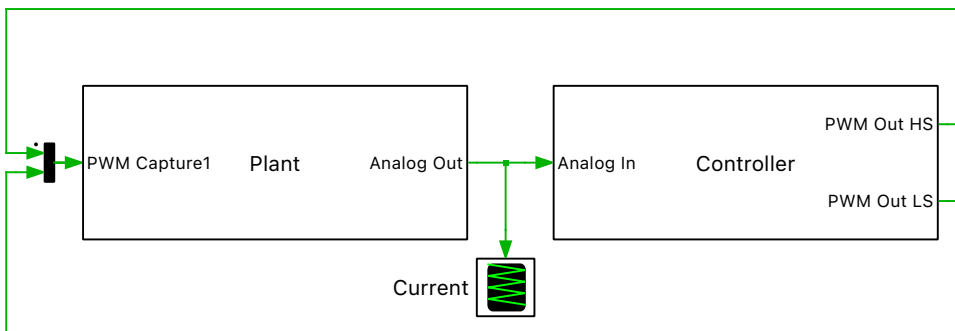 PWM Out HS
PWM Capture1
Plant
Analog Out
Analog In
Controller
PWM Out LS
Current